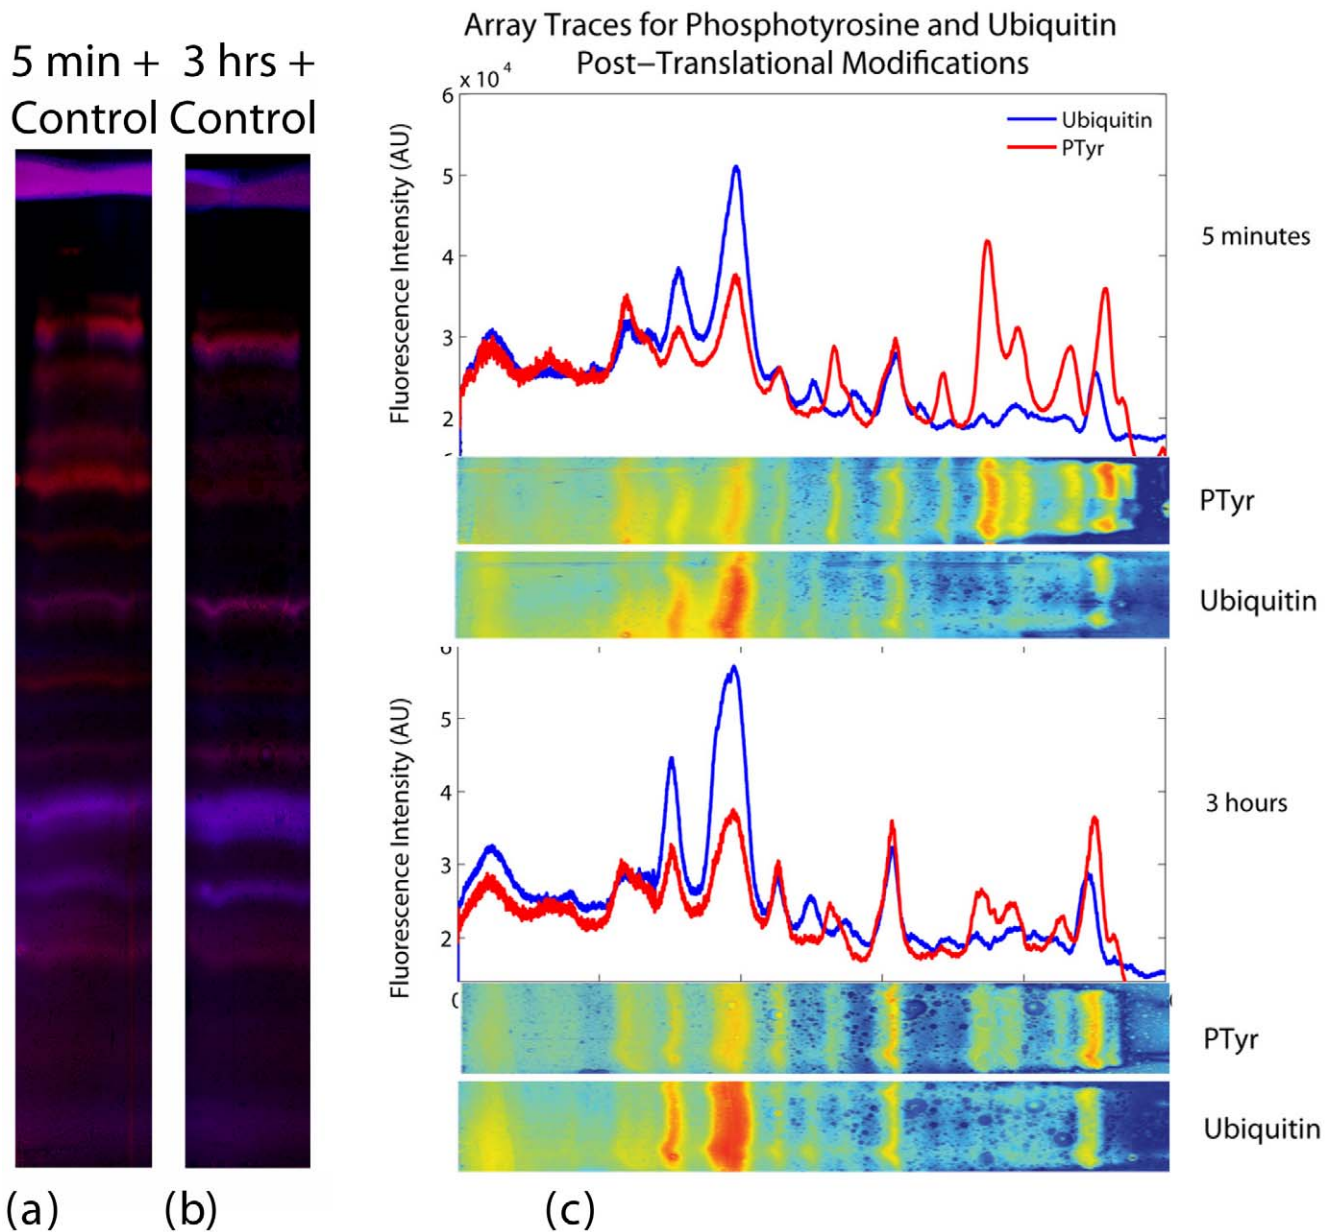 Array Traces for Phosphotyrosine and Ubiquitin
Post–Translational Modifications
5 min +
Control
3 hrs +
Control
x 10 4
6
5
4
3
2
Fluorescence Intensity (AU)
Ubiquitin
PTyr
5 minutes
PTyr
Ubiquitin
5
4
3
2
Fluorescence Intensity (AU)
3 hours
PTyr
Ubiquitin
(a)
(b)
(c)